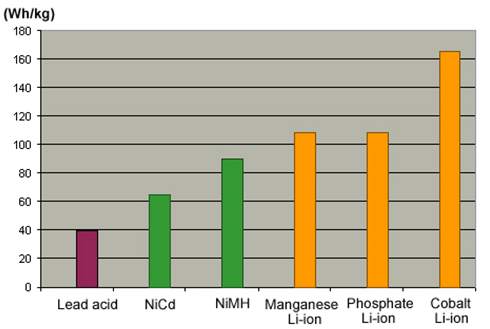 (Wh/kg)
180
160
140
120
100
80
60
40
20
0
Lead acid
NiCd
NiMH
Manganese
Li-ion
Phosphate
Li-ion
Cobalt
Li-ion